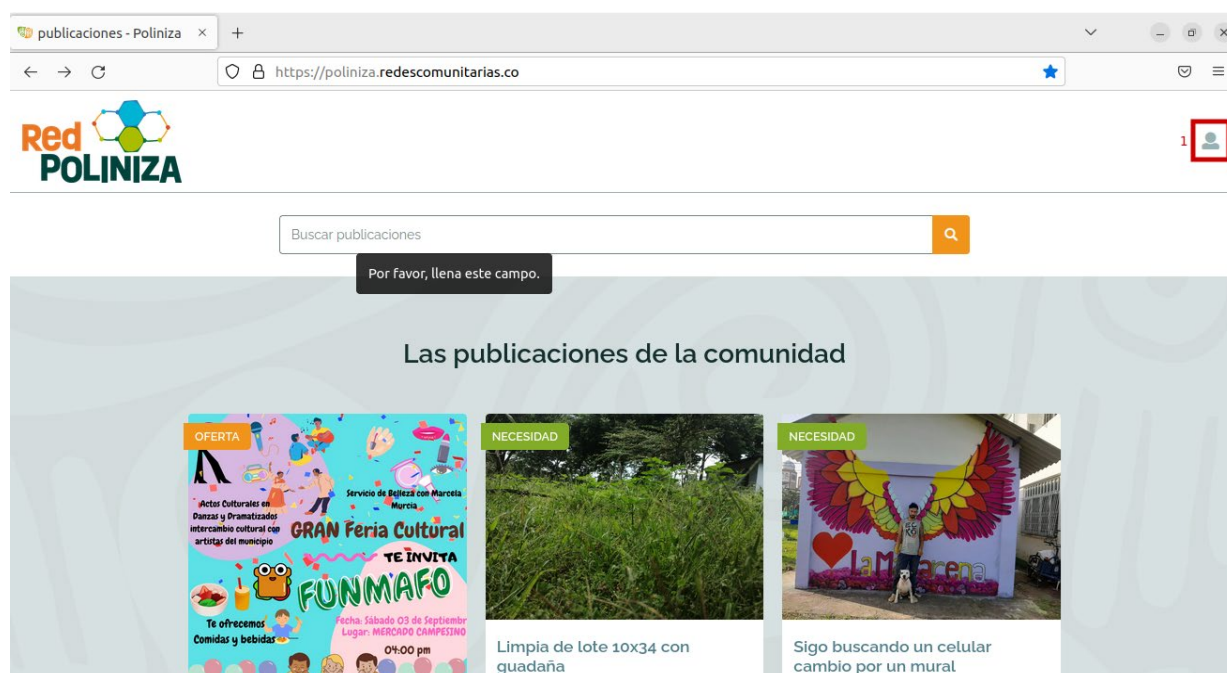 publicaciones - Poliniza
https://poliniza.redescomunitarias.co
Red
POLINIZA
1
Buscar publicaciones
Por favor, llena este campo.
Las publicaciones de la comunidad
OFERTA
Servicio de Belleza con Marcela
Murcia
Actos Culturales en
Danzas y Dramatizados
intercambio cultural con
artistas del municipio
GRAN Feria Cultural
TE INVITA
FUNMAFO
Te ofrecemos
Comidas y bebidas
Fecha: Sábado 03 de Septiembr
Lugar: MERCADO CAMPESINO
04:00 pm
NECESIDAD
Limpia de lote 10x34 con
guadaña
NECESIDAD
La Macarena
Sigo buscando un celular
cambio por un mural